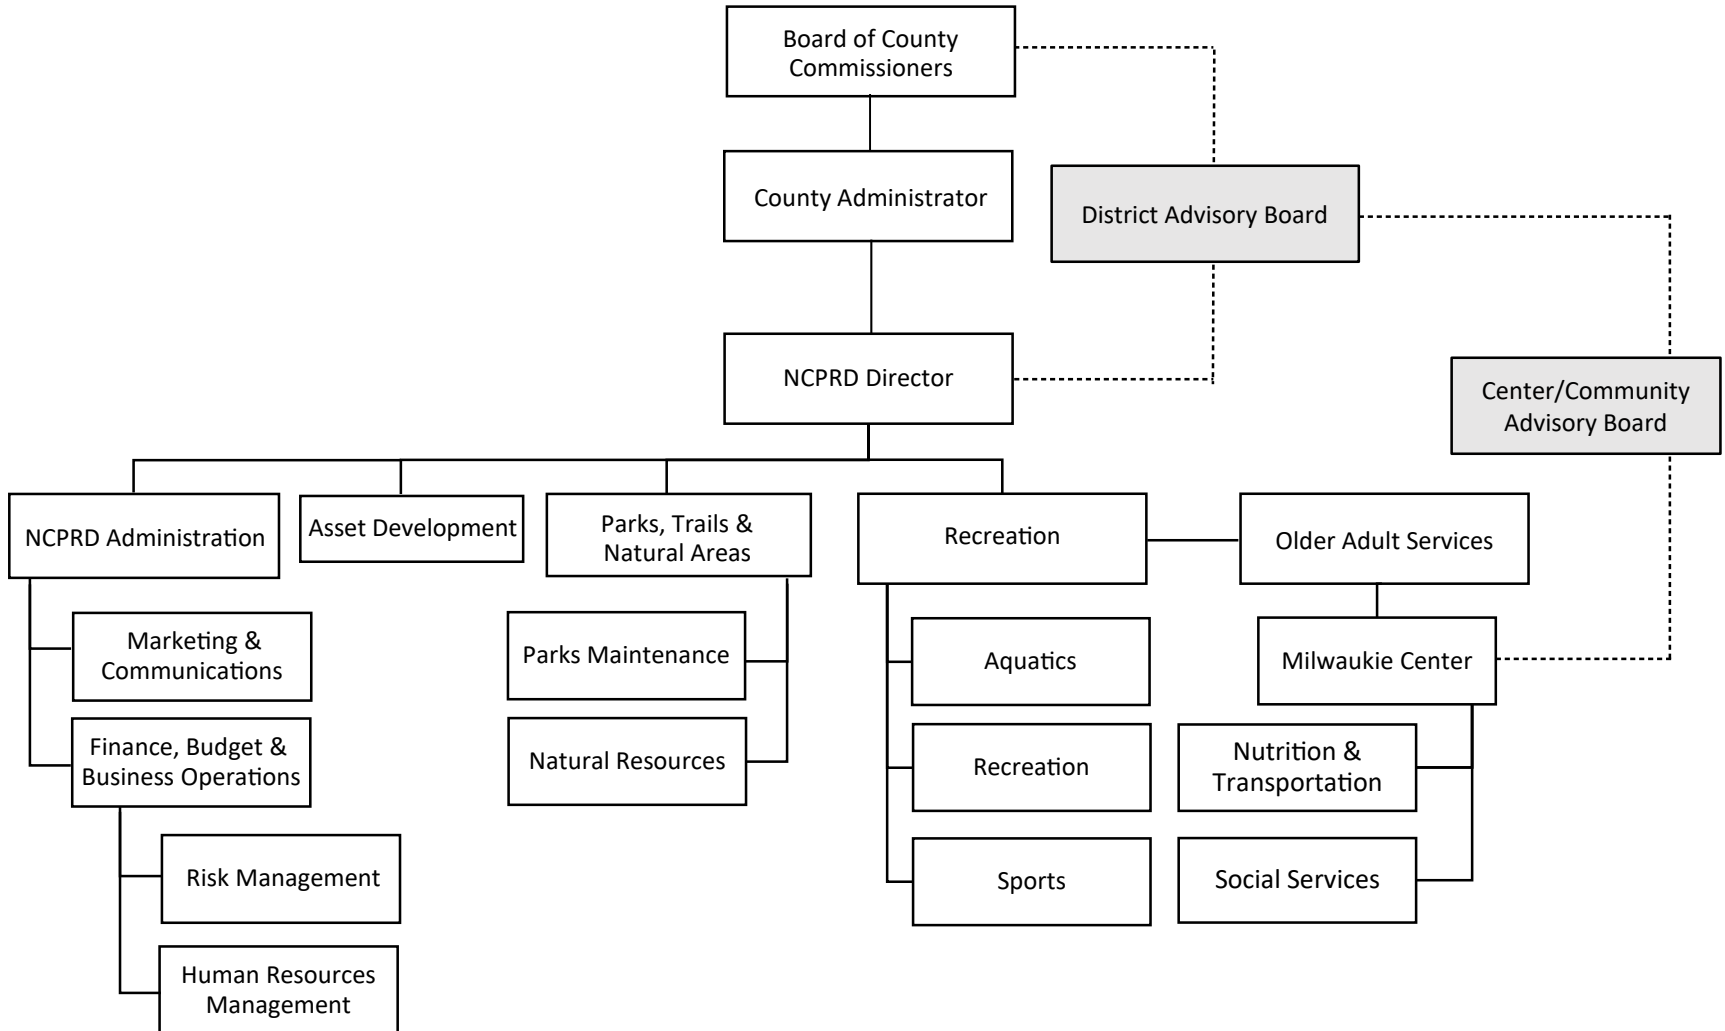 Board of County
Commissioners
County Administrator
District Advisory Board
NCPRD Director
Center/Community
Advisory Board
NCPRD Administration
Asset Development
Parks, Trails &
Natural Areas
Recreation
Older Adult Services
Marketing &
Communications
Parks Maintenance
Aquatics
Milwaukie Center
Finance, Budget &
Business Operations
Natural Resources
Recreation
Nutrition &
Transportation
Risk Management
Sports
Social Services
Human Resources
Management